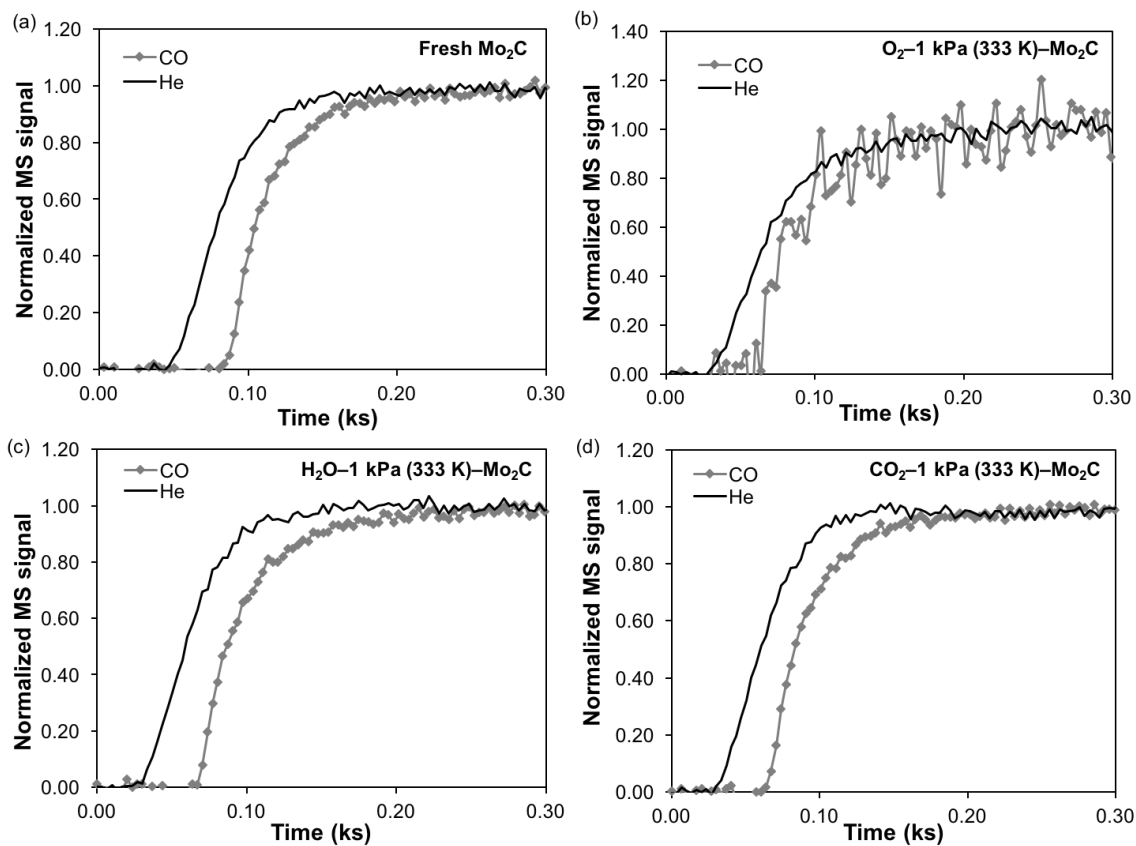 (a)
1.20
1.00
0.80
0.60
0.40
0.20
0.00
Normalized MS signal
CO
He
Fresh Mo₂C
0.00 0.10 0.20 0.30
Time (ks)
(b)
1.40
1.20
1.00
0.80
0.60
0.40
0.20
0.00
Normalized MS signal
CO
He
O₂–1 kPa (333 K)–Mo₂C
0.00 0.10 0.20 0.30
Time (ks)
(c)
1.20
1.00
0.80
0.60
0.40
0.20
0.00
Normalized MS signal
CO
He
H₂O–1 kPa (333 K)–Mo₂C
0.00 0.10 0.20 0.30
Time (ks)
(d)
1.20
1.00
0.80
0.60
0.40
0.20
0.00
Normalized MS signal
CO
He
CO₂–1 kPa (333 K)–Mo₂C
0.00 0.10 0.20 0.30
Time (ks)